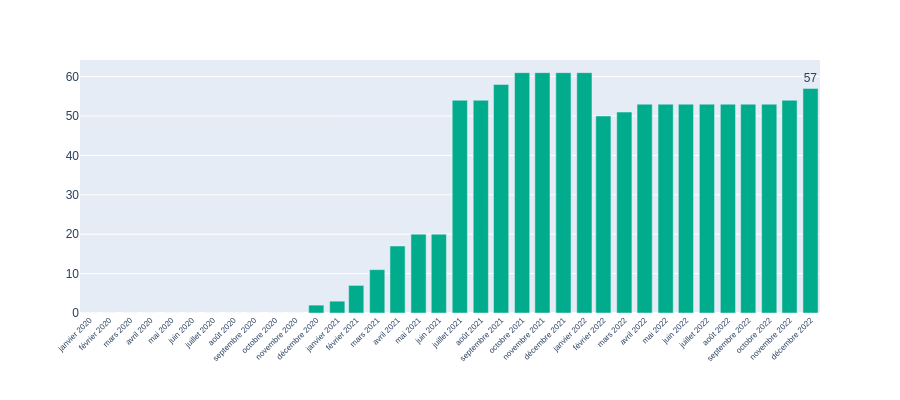 60
50
40
30
20
10
0
57
janvier 2020
février 2020
mars 2020
avril 2020
mai 2020
juin 2020
juillet 2020
août 2020
septembre 2020
octobre 2020
novembre 2020
décembre 2020
janvier 2021
février 2021
mars 2021
avril 2021
mai 2021
juin 2021
juillet 2021
août 2021
septembre 2021
octobre 2021
novembre 2021
décembre 2021
janvier 2022
février 2022
mars 2022
avril 2022
mai 2022
juin 2022
juillet 2022
août 2022
septembre 2022
octobre 2022
novembre 2022
décembre 2022